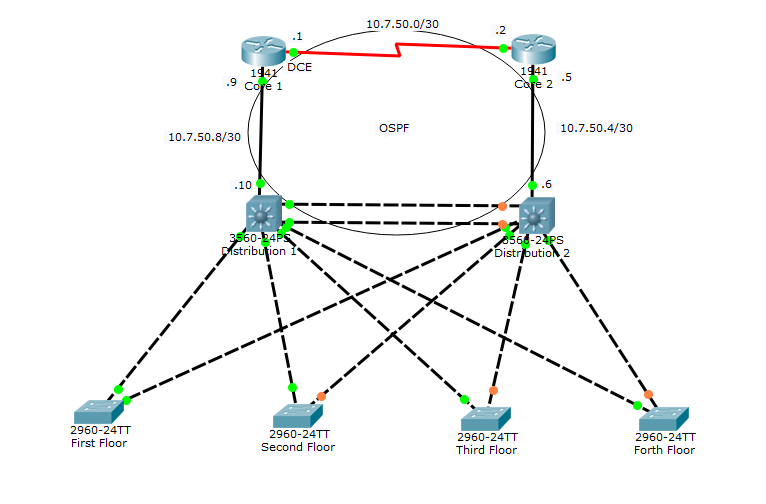 10.7.50.0/30
.1
.2
DCE
1941
Core 1
1941
Core 2
.9
.5
10.7.50.8/30
OSPF
10.7.50.4/30
.10
.6
3560-24PS
Distribution 1
3560-24PS
Distribution 2
2960-24TT
First Floor
2960-24TT
Second Floor
2960-24TT
Third Floor
2960-24TT
Forth Floor